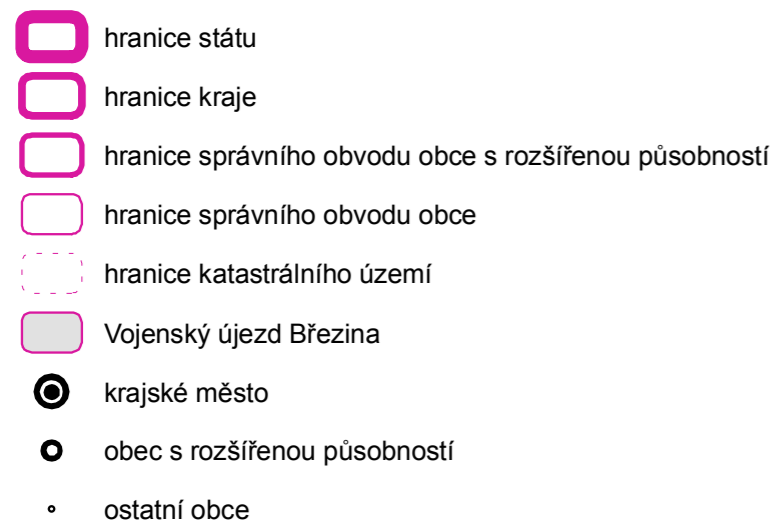 hranice státu
hranice kraje
hranice správního obvodu obce s rozšířenou působností
hranice správního obvodu obce
hranice katastrálního území
Vojenský újezd Březina
krajské město
obec s rozšířenou působností
ostatní obce